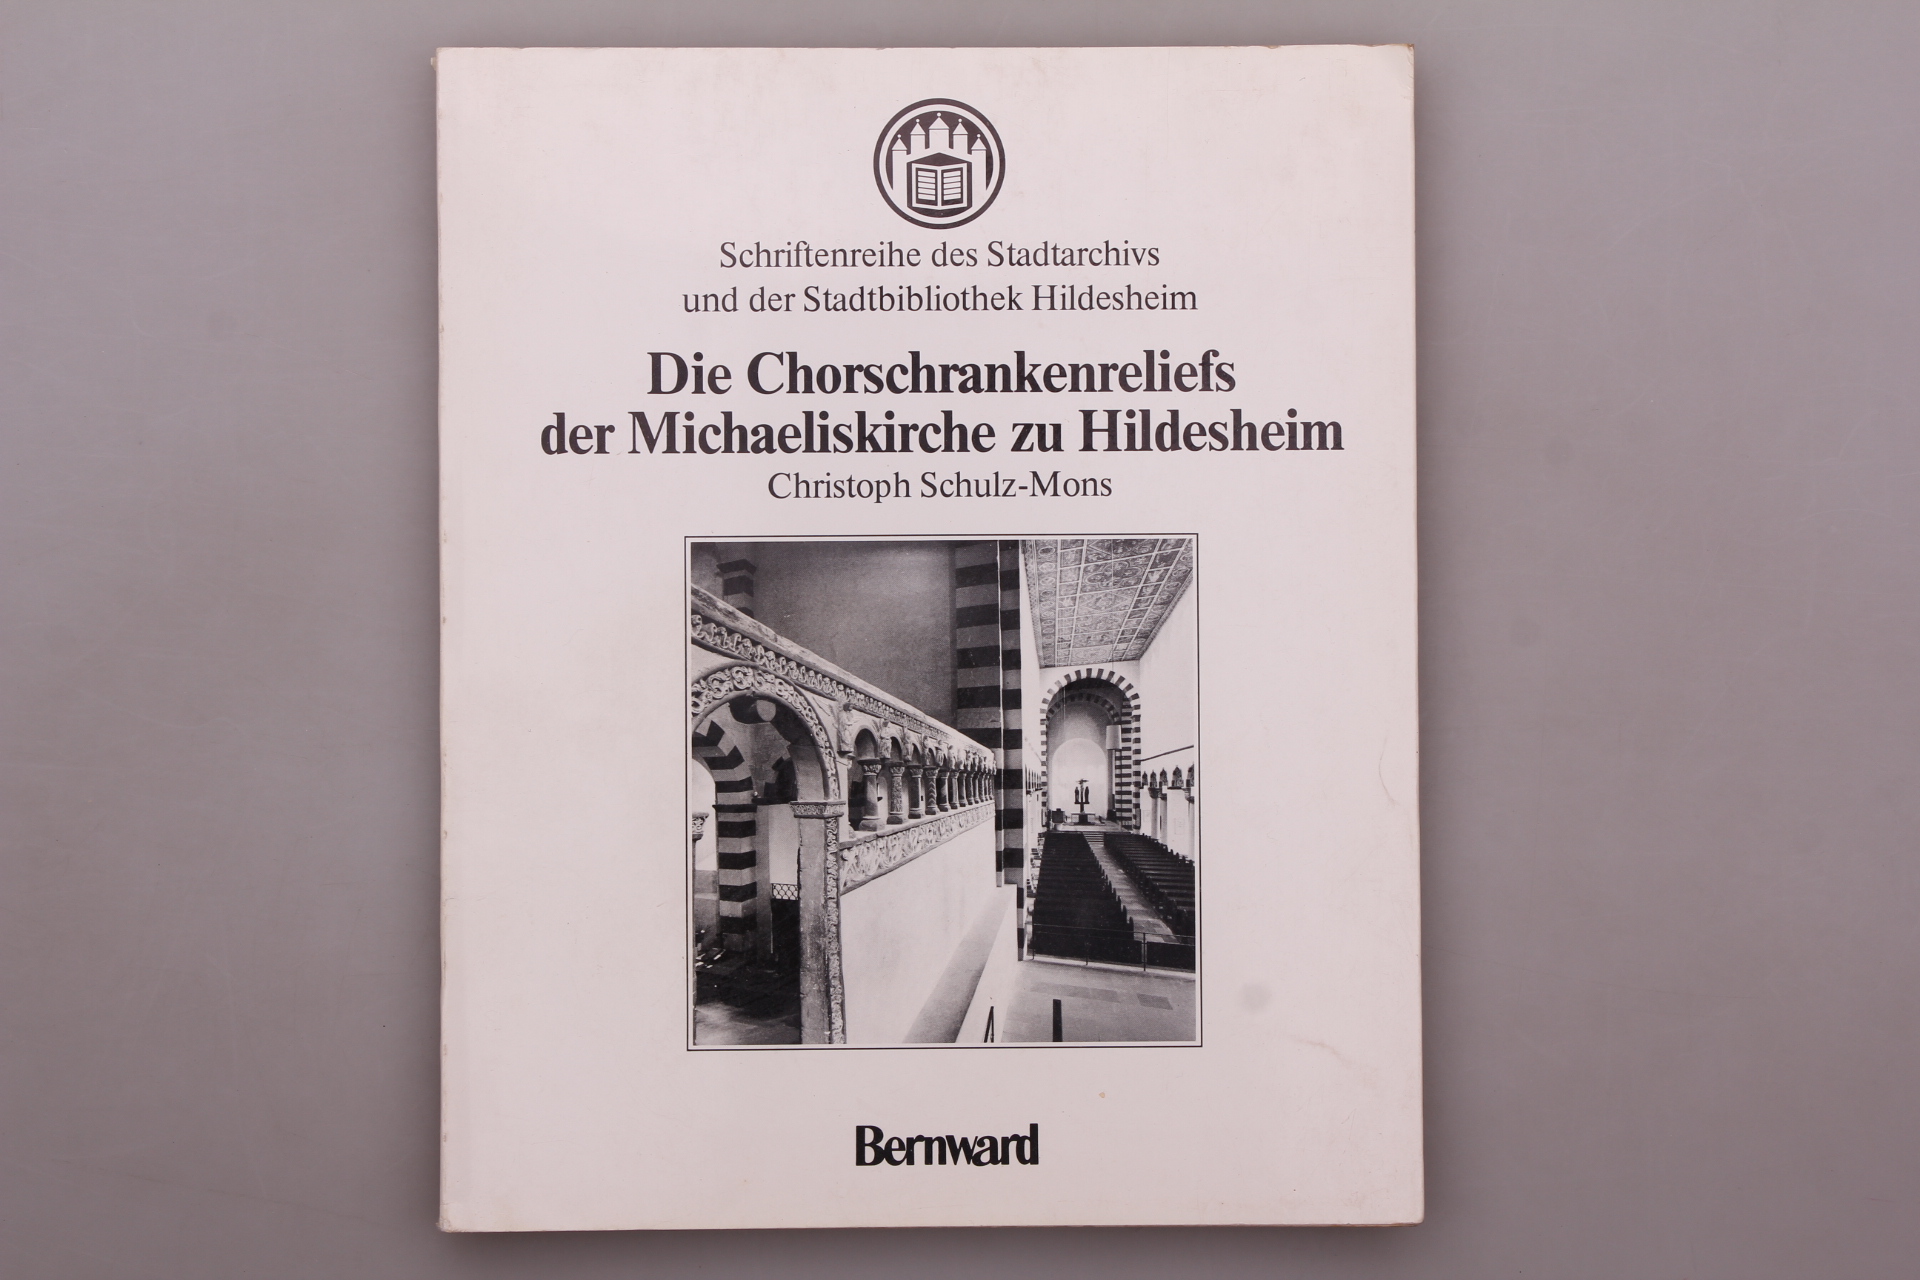 Schriftenreihe des Stadtarchivs
und der Stadtbibliothek Hildesheim
Die Chorschrankenreliefs
der Michaeliskirche zu Hildesheim
Christoph Schulz-Mons
Bernward